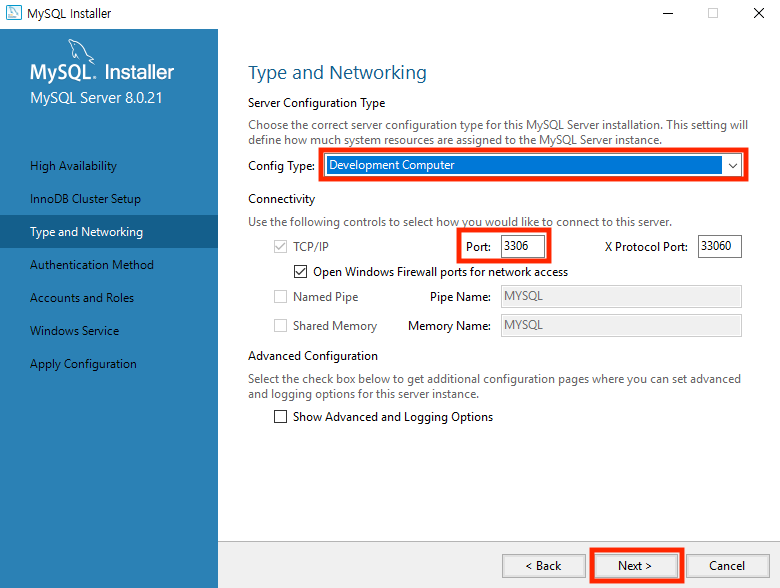 MySQL Installer
MySQL. Installer
MySQL Server 8.0.21
High Availability
InnoDB Cluster Setup
Type and Networking
Authentication Method
Accounts and Roles
Windows Service
Apply Configuration
Type and Networking
Server Configuration Type
Choose the correct server configuration type for this MySQL Server installation. This setting will
define how much system resources are assigned to the MySQL Server instance.
Config Type: Development Computer
Connectivity
Use the following controls to select how you would like to connect to this server.
TCP/IP Port: 3306 X Protocol Port: 33060
Open Windows Firewall ports for network access
Named Pipe Pipe Name: MYSQL
Shared Memory Memory Name: MYSQL
Advanced Configuration
Select the check box below to get additional configuration pages where you can set advanced
and logging options for this server instance.
Show Advanced and Logging Options
< Back Next > Cancel